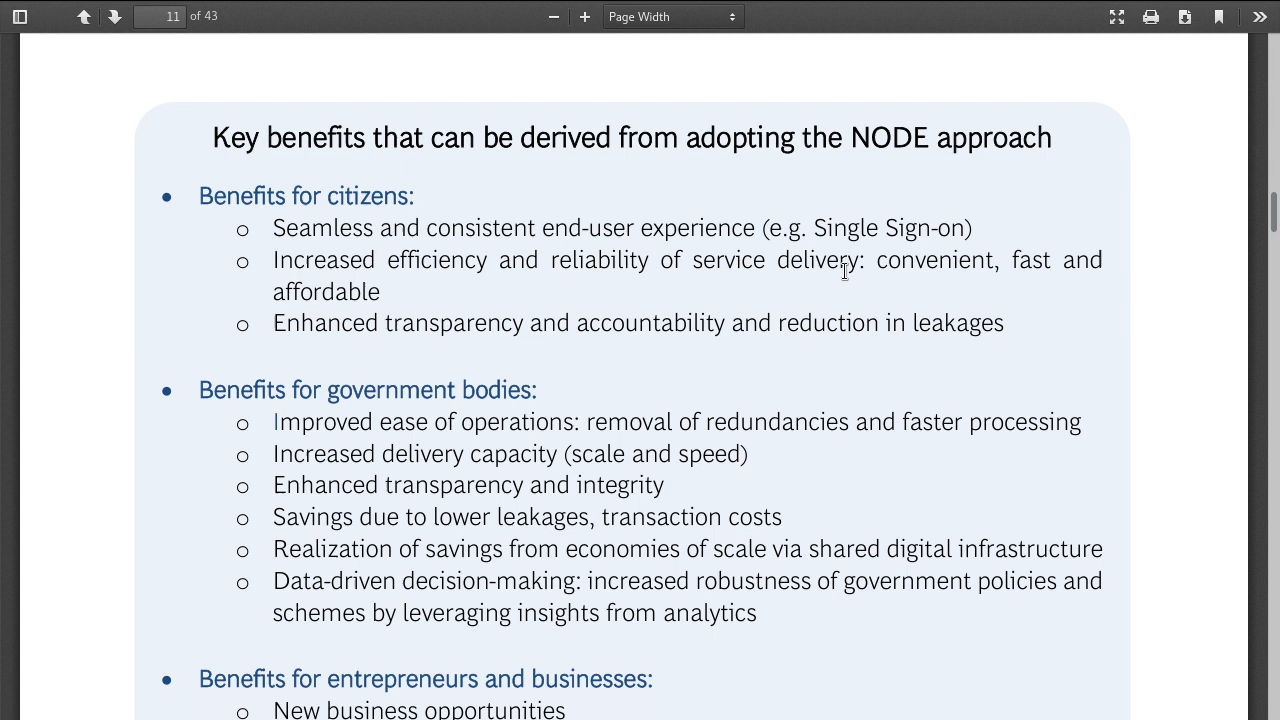 11 of 43
Page Width
Key benefits that can be derived from adopting the NODE approach
• Benefits for citizens:
o Seamless and consistent end-user experience (e.g. Single Sign-on)
o Increased efficiency and reliability of service delivery: convenient, fast and
affordable
o Enhanced transparency and accountability and reduction in leakages
• Benefits for government bodies:
o Improved ease of operations: removal of redundancies and faster processing
o Increased delivery capacity (scale and speed)
o Enhanced transparency and integrity
o Savings due to lower leakages, transaction costs
o Realization of savings from economies of scale via shared digital infrastructure
o Data-driven decision-making: increased robustness of government policies and
schemes by leveraging insights from analytics
• Benefits for entrepreneurs and businesses:
o New business opportunities